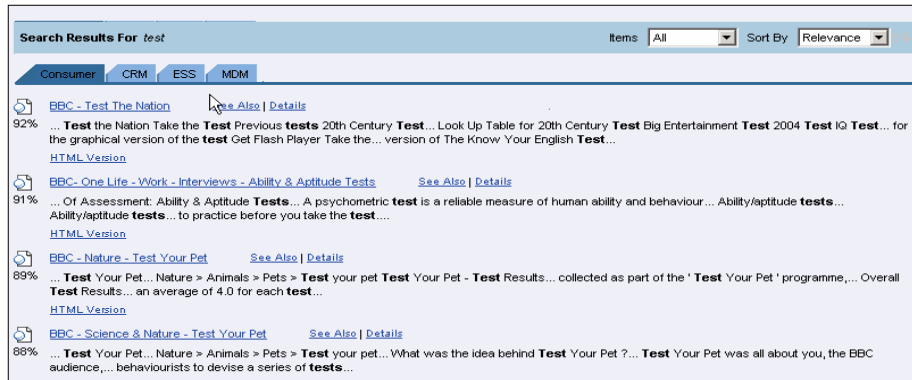 Search Results For test Items All Sort By Relevance
Consumer CRM ESS MDM
BBC - Test The Nation See Also | Details
92% ... Test the Nation Take the Test Previous tests 20th Century Test... Look Up Table for 20th Century Test Big Entertainment Test 2004 Test IQ Test... for
the graphical version of the test Get Flash Player Take the... version of The Know Your English Test...
HTML Version
BBC- One Life - Work - Interviews - Ability & Aptitude Tests See Also | Details
91% ... Of Assessment: Ability & Aptitude Tests... A psychometric test is a reliable measure of human ability and behaviour... Ability/aptitude tests...
Ability/aptitude tests... to practice before you take the test....
HTML Version
BBC - Nature - Test Your Pet See Also | Details
89% ... Test Your Pet... Nature > Animals > Pets > Test your pet Test Your Pet - Test Results... collected as part of the ' Test Your Pet ' programme,... Overall
Test Results... an average of 4.0 for each test...
HTML Version
BBC - Science & Nature - Test Your Pet See Also | Details
88% ... Test Your Pet... Nature > Animals > Pets > Test your pet... What was the idea behind Test Your Pet ?... Test Your Pet was all about you, the BBC
audience,... behaviourists to devise a series of tests...